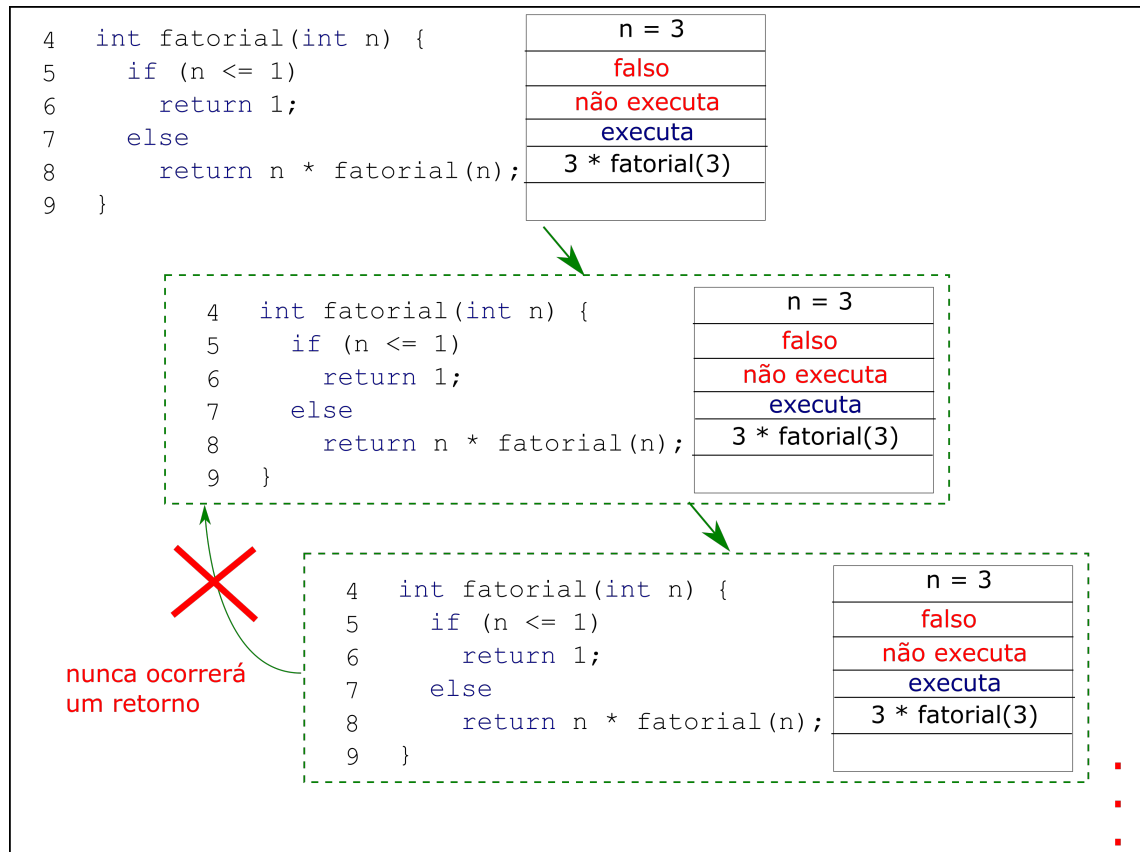 4 int fatorial(int n) { n = 3
5 if (n <= 1) falso
6 return 1; não executa
7 else executa
8 return n * fatorial(n); 3 * fatorial(3)
9 }
4 int fatorial(int n) { n = 3
5 if (n <= 1) falso
6 return 1; não executa
7 else executa
8 return n * fatorial(n); 3 * fatorial(3)
9 }
4 int fatorial(int n) { n = 3
5 if (n <= 1) falso
6 return 1; não executa
7 else executa
8 return n * fatorial(n); 3 * fatorial(3)
9 }
nunca ocorrerá
um retorno